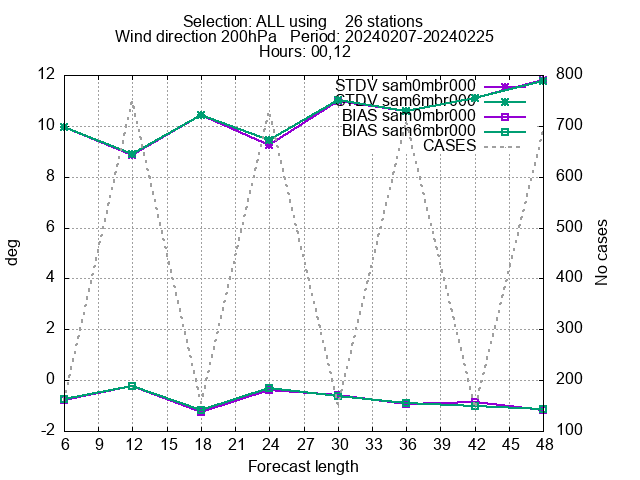 Selection: ALL using    26 stations
Wind direction 200hPa   Period: 20240207-20240225
Hours: 00,12
STDV sam0mbr000
STDV sam6mbr000
BIAS sam0mbr000
BIAS sam6mbr000
CASES
12
10
8
6
4
2
0
-2
deg
800
700
600
500
400
300
200
100
No cases
6 9 12 15 18 21 24 27 30 33 36 39 42 45 48
Forecast length